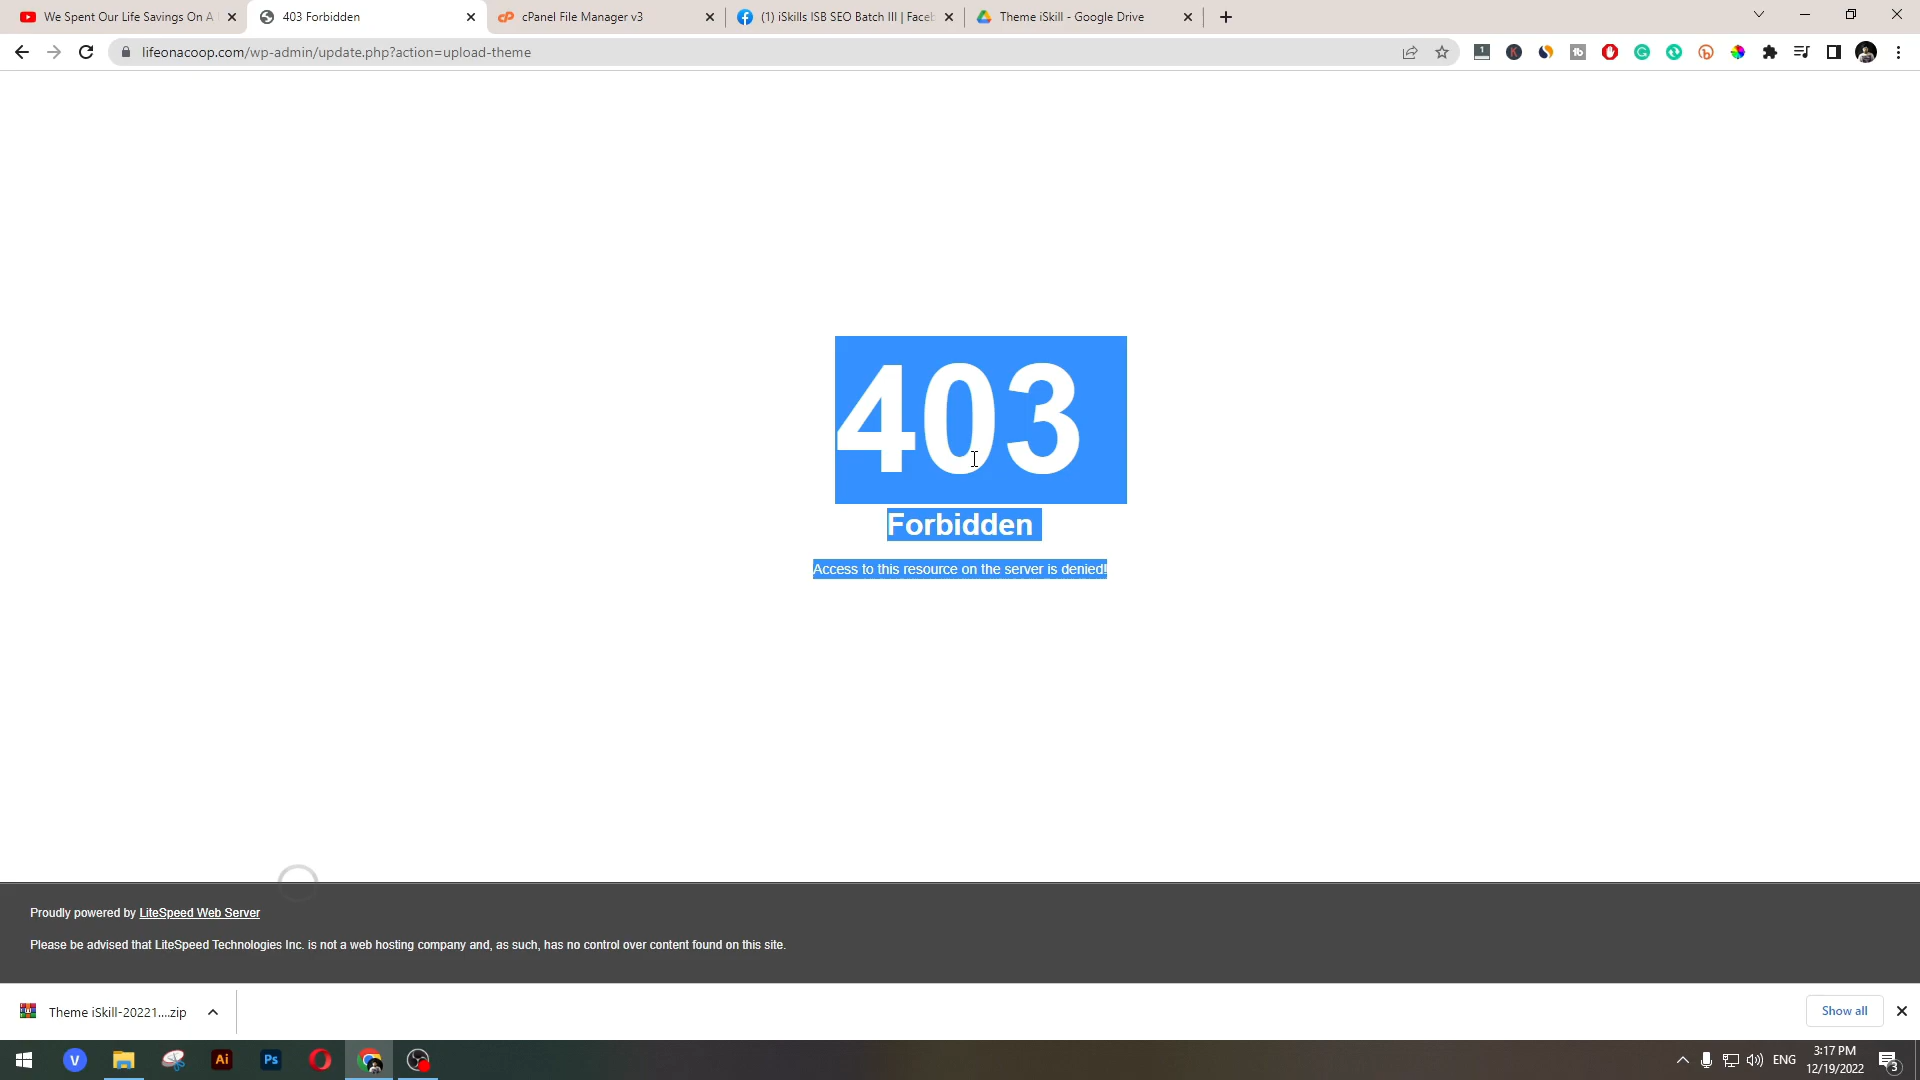 We Spent Our Life Savings On A
403 Forbidden
cPanel File Manager v3
(1) iSkills ISB SEO Batch III | Faceb
Theme iSkill - Google Drive
lifeonacoop.com/wp-admin/update.php?action=upload-theme
403
Forbidden
Access to this resource on the server is denied!
Proudly powered by LiteSpeed Web Server
Please be advised that LiteSpeed Technologies Inc. is not a web hosting company and, as such, has no control over content found on this site.
Theme iSkill-20221....zip
Show all
V
Ai
Ps
ENG
3:17 PM
12/19/2022
3